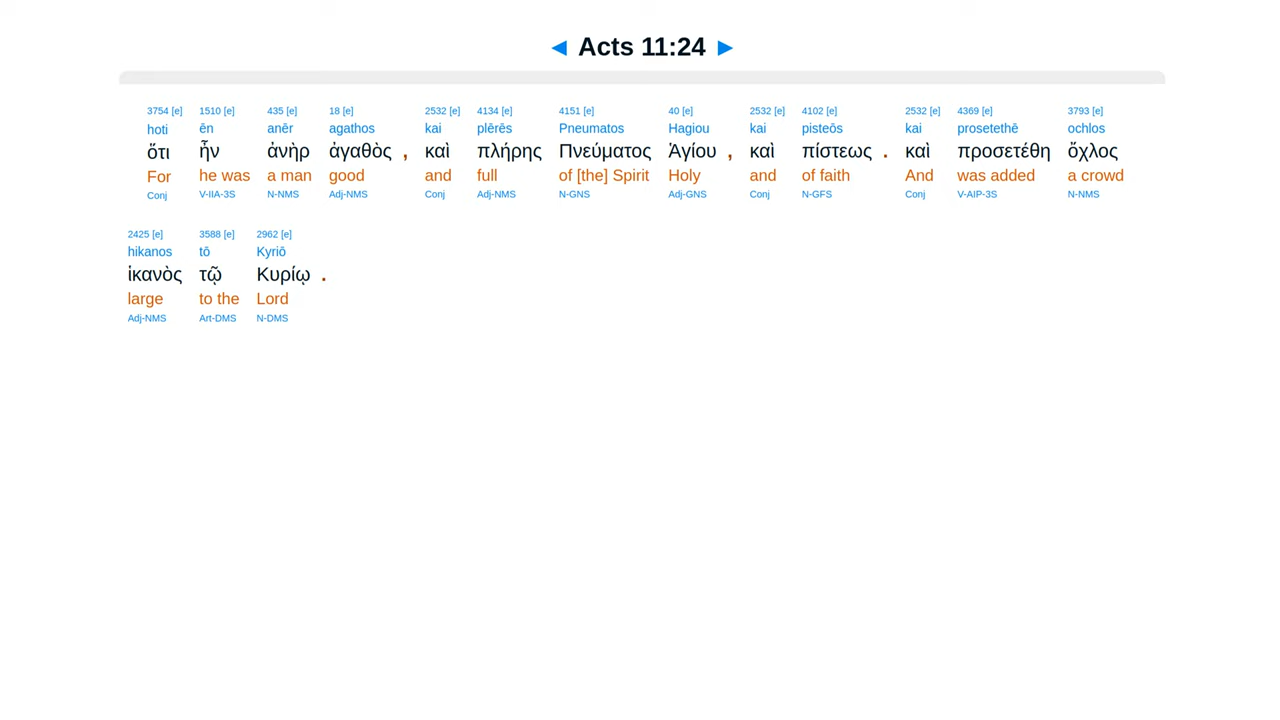 ◄ Acts 11:24 ►
3754 [e] 1510 [e] 435 [e] 18 [e] 2532 [e] 4134 [e] 4151 [e] 40 [e] 2532 [e] 4102 [e] 2532 [e] 4369 [e] 3793 [e]
hoti ēn anēr agathos kai plērēs Pneumatos Hagiou kai pisteōs kai prosetethē ochlos
ὅτι ἦν ἀνὴρ ἀγαθὸς , καὶ πλήρης Πνεύματος Ἁγίου , καὶ πίστεως . καὶ προσετέθη ὄχλος
For he was a man good and full of [the] Spirit Holy and of faith And was added a crowd
Conj V-IIA-3S N-NMS Adj-NMS Conj Adj-NMS N-GNS Adj-GNS Conj N-GFS Conj V-AIP-3S N-NMS
2425 [e] 3588 [e] 2962 [e]
hikanos tō Kyriō
ἱκανὸς τῷ Κυρίῳ .
large to the Lord
Adj-NMS Art-DMS N-DMS